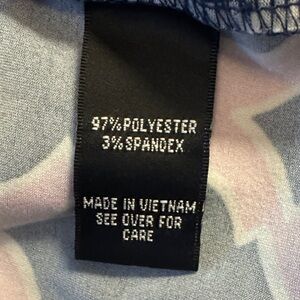 97%POLYESTER
3%SPANDEX
MADE IN VIETNAM
SEE OVER FOR
CARE